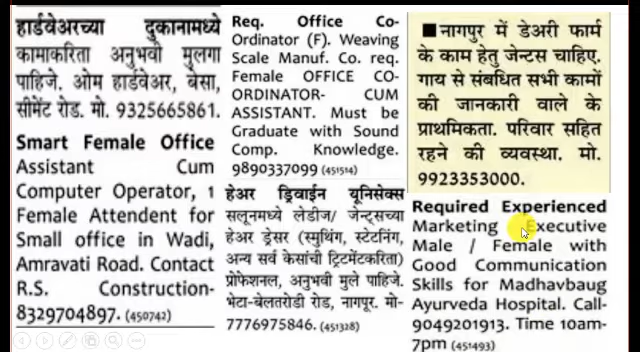 हार्डवेअरच्या दुकानामध्ये
कामाकरिता अनुभवी मुलगा
पाहिजे. ओम हार्डवेअर, बेसा,
सीमेंट रोड. मो. 9325665861.
Smart Female Office
Assistant Cum
Computer Operator, 1
Female Attendent for
Small office in Wadi,
Amravati Road. Contact
R.S. Construction-
8329704897. (450742)
Req. Office Co-
Ordinator (F). Weaving
Scale Manuf. Co. req.
Female OFFICE CO-
ORDINATOR- CUM
ASSISTANT. Must be
Graduate with Sound
Comp. Knowledge.
9890337099 (451514)
हेअर ड्रिवाईन यूनिसेक्स
सलूनमध्ये लेडीज/ जेन्ट्सच्या
हेअर ड्रेसर (स्मुथिंग, स्टेटनिंग,
अन्य सर्व केसांची ट्रिटमेंटकरिता)
प्रोफेशनल, अनुभवी मुले पाहिजे.
भेटा-बेलतरोडी रोड, नागपूर. मो-
7776975846. (451328)
■नागपुर में डेअरी फार्म
के काम हेतु जेन्टस चाहिए.
गाय से संबधित सभी कामों
की जानकारी वाले के
प्राथमिकता. परिवार सहित
रहने की व्यवस्था. मो.
9923353000.
Required Experienced
Marketing Executive
Male / Female with
Good Communication
Skills for Madhavbaug
Ayurveda Hospital. Call-
9049201913. Time 10am-
7pm (451493)